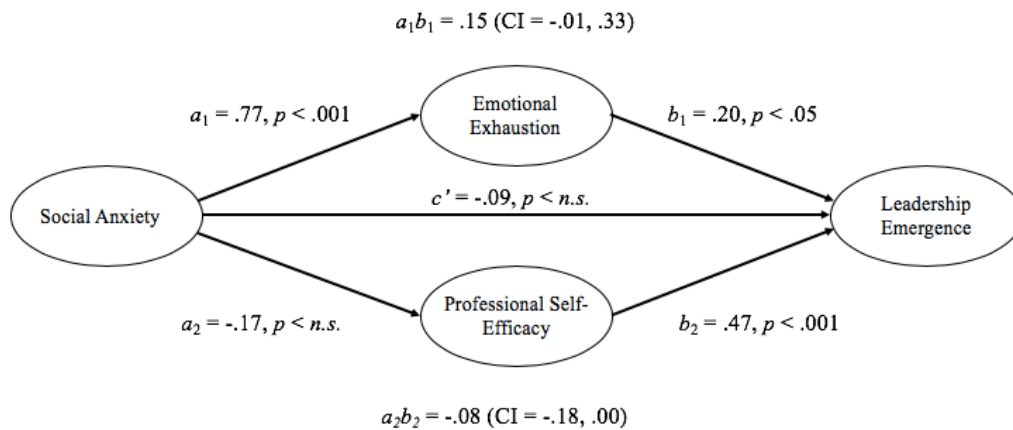 a₁b₁ = .15 (CI = -.01, .33)
Emotional
Exhaustion
a₁ = .77, p < .001
b₁ = .20, p < .05
Social Anxiety
c’ = -.09, p < n.s.
Leadership
Emergence
Professional Self-
Efficacy
a₂ = -.17, p < n.s.
b₂ = .47, p < .001
a₂b₂ = -.08 (CI = -.18, .00)